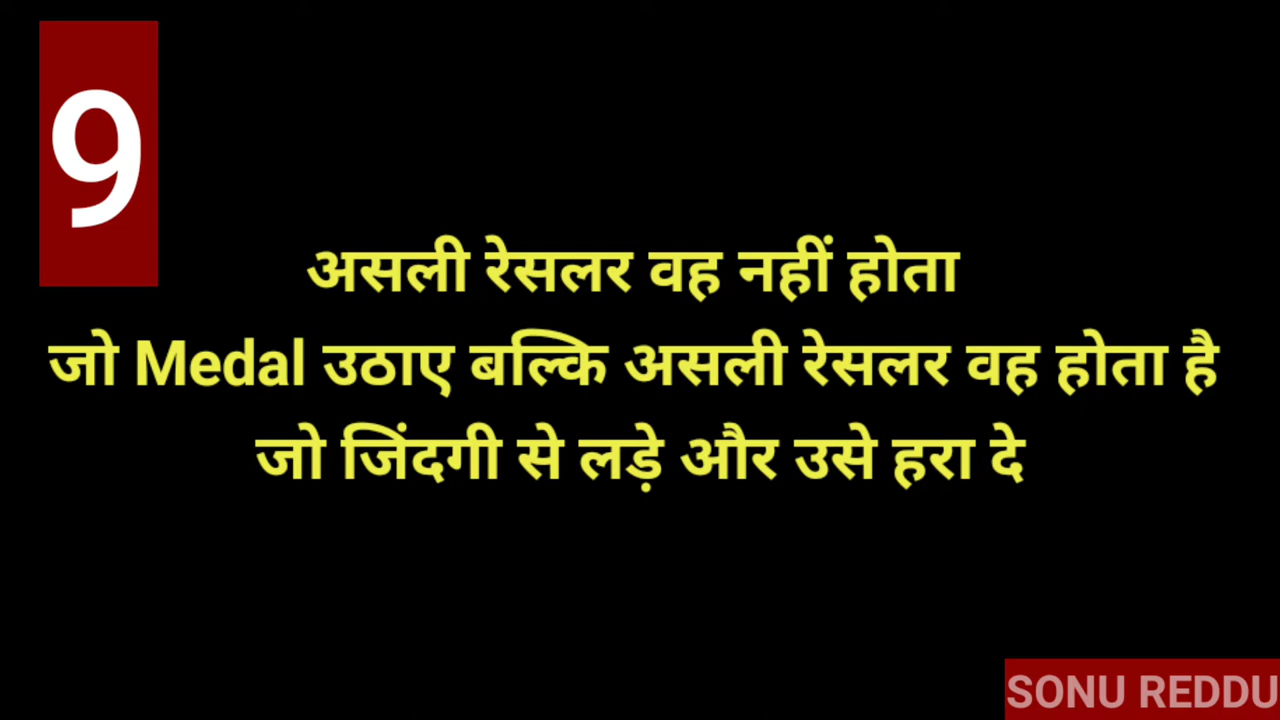 9
असली रेसलर वह नहीं होता
जो Medal उठाए बल्कि असली रेसलर वह होता है
जो जिंदगी से लड़े और उसे हरा दे
SONU REDDU